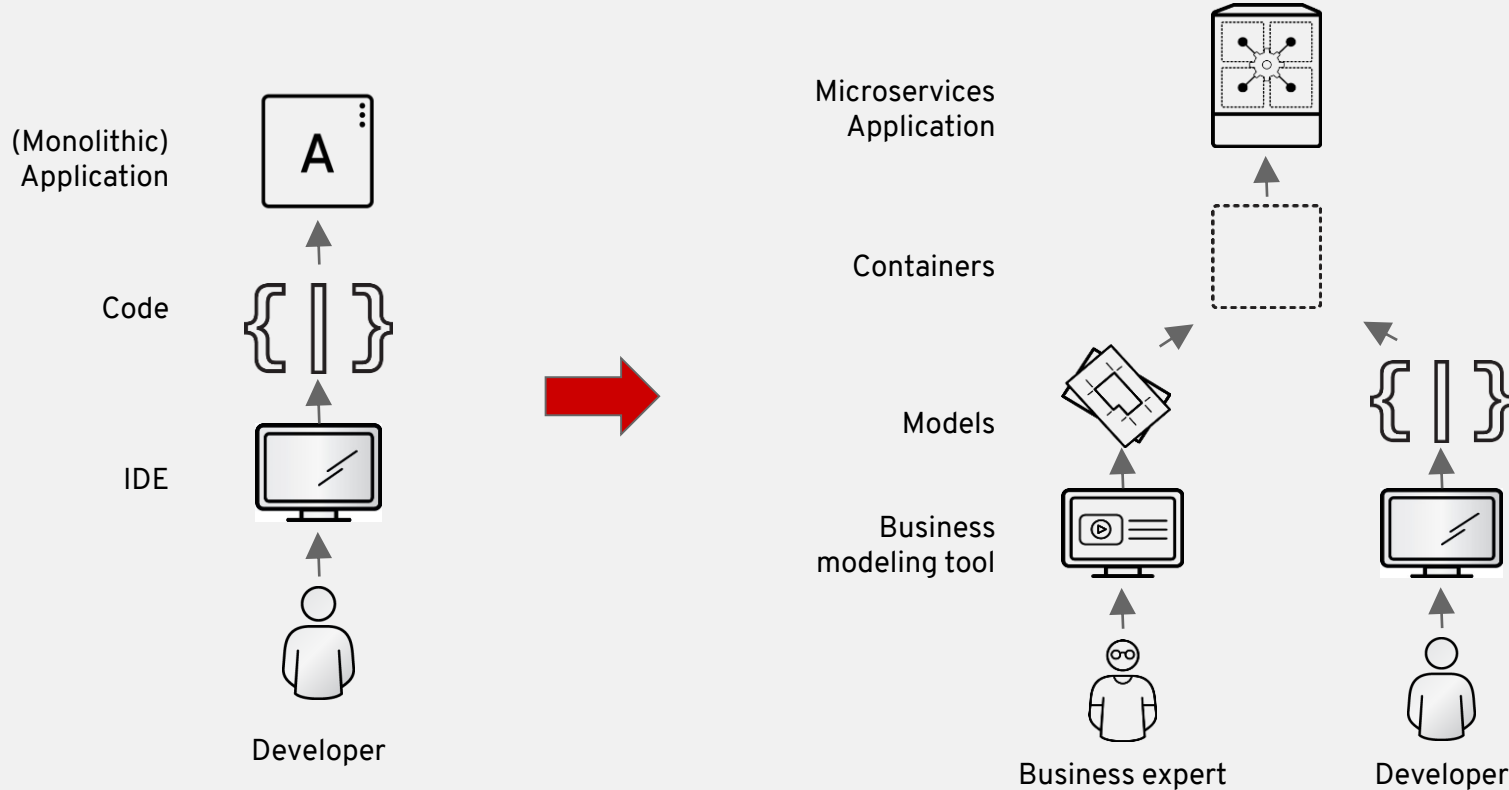 (Monolithic)
Application
A
Code
{ | }
IDE
Developer
Microservices
Application
Containers
Models
{ | }
Business
modeling tool
Business expert
Developer